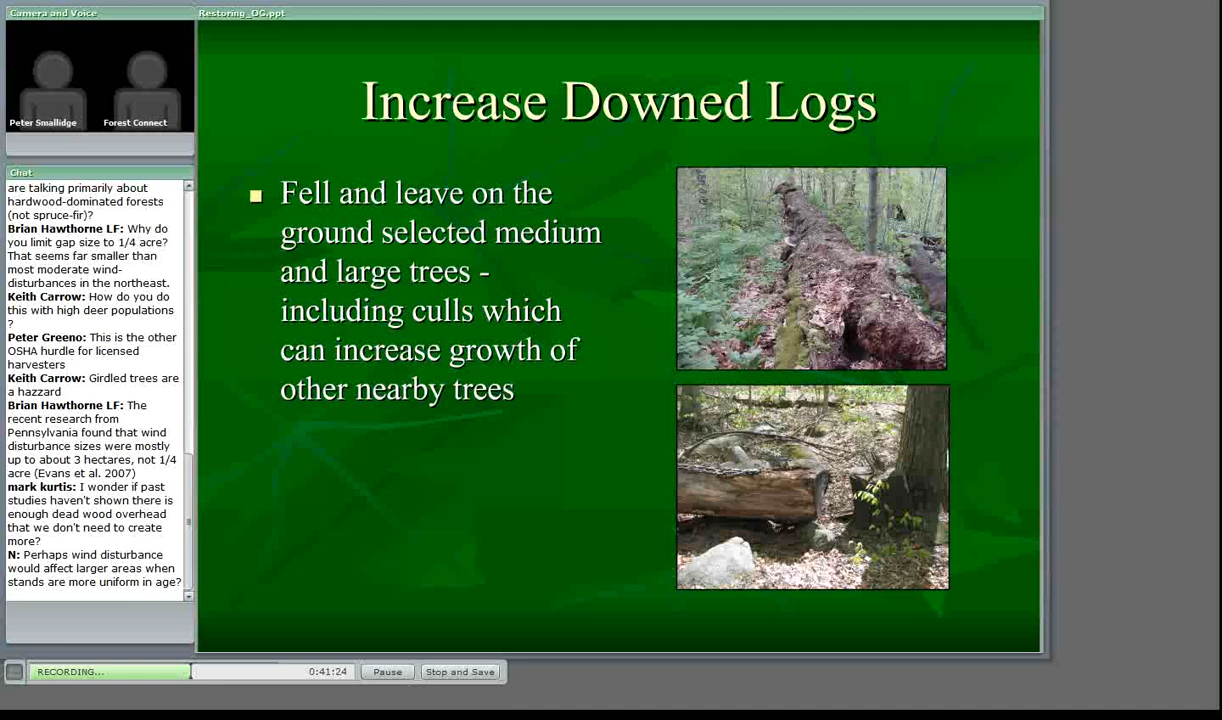 Camera and Voice
Restoring_OG.ppt
Peter Smallidge
Forest Connect
Chat
are talking primarily about
hardwood-dominated forests
(not spruce-fir)?
Brian Hawthorne LF: Why do
you limit gap size to 1/4 acre?
That seems far smaller than
most moderate wind-
disturbances in the northeast.
Keith Carrow: How do you do
this with high deer populations
?
Peter Greeno: This is the other
OSHA hurdle for licensed
harvesters
Keith Carrow: Girdled trees are
a hazzard
Brian Hawthorne LF: The
recent research from
Pennsylvania found that wind
disturbance sizes were mostly
up to about 3 hectares, not 1/4
acre (Evans et al. 2007)
mark kurtis: I wonder if past
studies haven't shown there is
enough dead wood overhead
that we don't need to create
more?
N: Perhaps wind disturbance
would affect larger areas when
stands are more uniform in age?
Increase Downed Logs
Fell and leave on the
ground selected medium
and large trees -
including culls which
can increase growth of
other nearby trees
RECORDING...
0:41:24
Pause
Stop and Save